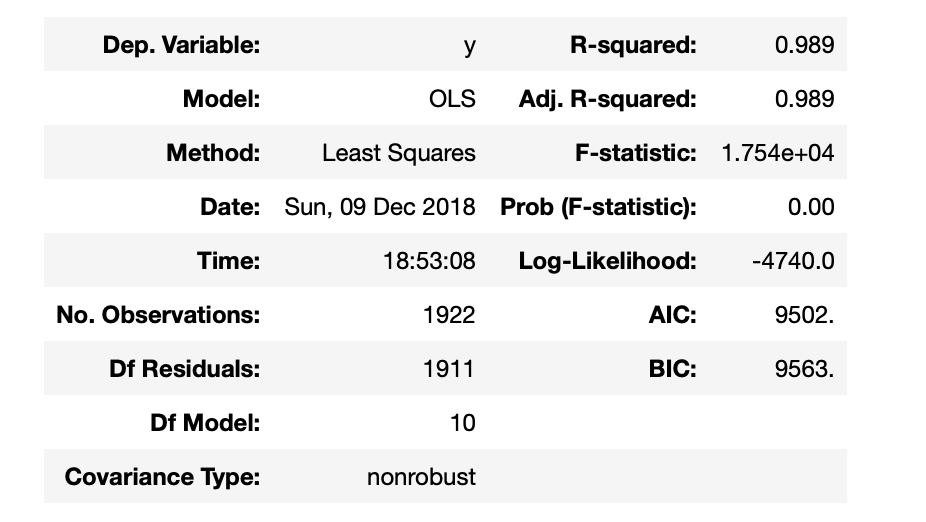 Dep. Variable: y R-squared: 0.989
Model: OLS Adj. R-squared: 0.989
Method: Least Squares F-statistic: 1.754e+04
Date: Sun, 09 Dec 2018 Prob (F-statistic): 0.00
Time: 18:53:08 Log-Likelihood: -4740.0
No. Observations: 1922 AIC: 9502.
Df Residuals: 1911 BIC: 9563.
Df Model: 10
Covariance Type: nonrobust